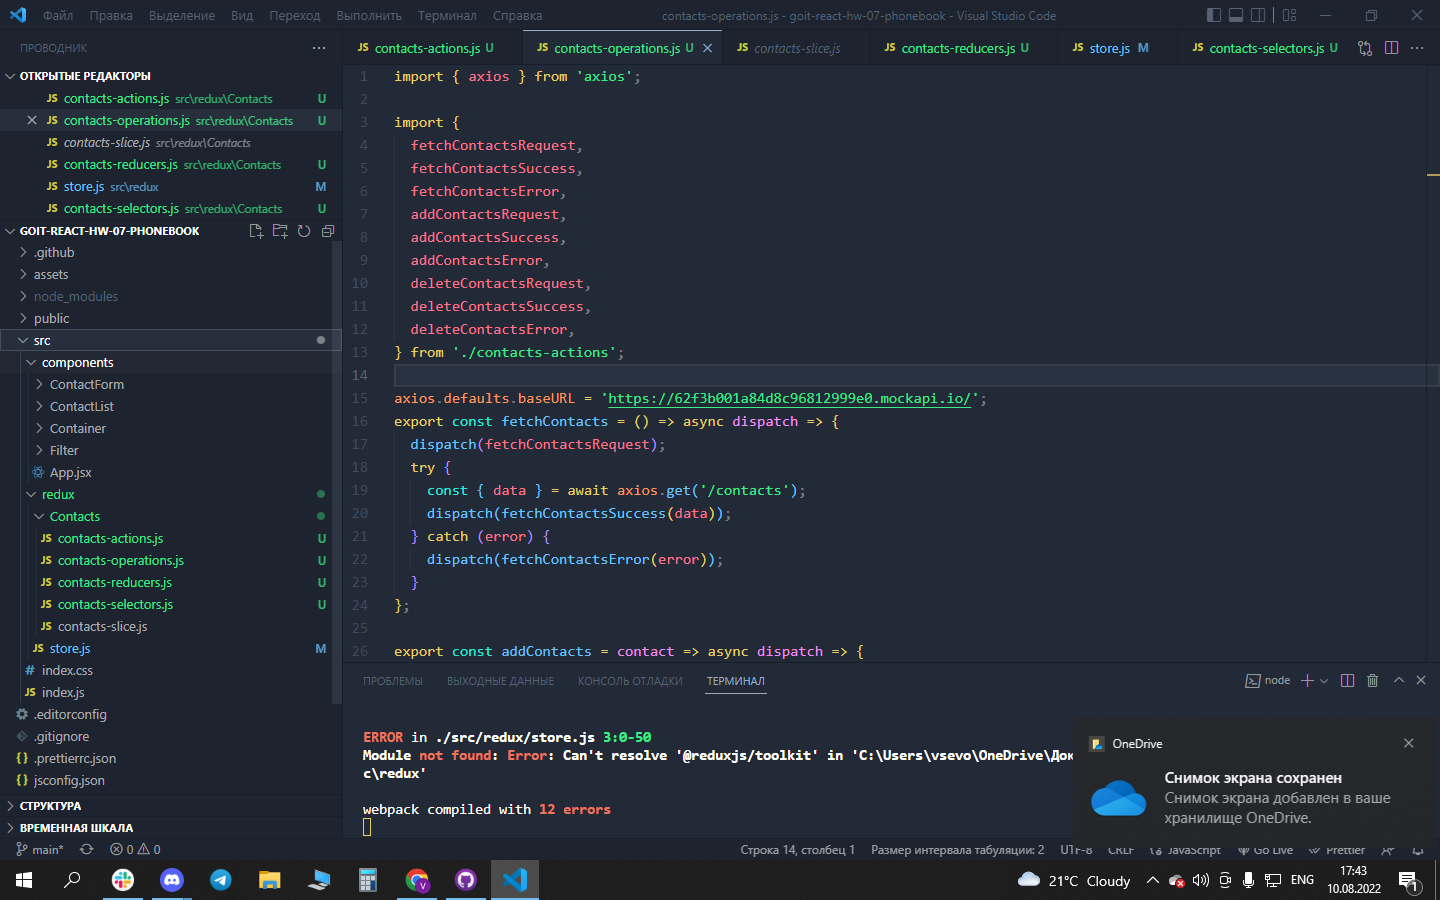 Файл Правка Выделение Вид Переход Выполнить Терминал Справка contacts-operations.js - goit-react-hw-07-phonebook - Visual Studio Code
ПРОВОДНИК ···
ОТКРЫТЫЕ РЕДАКТОРЫ
JS contacts-actions.js src\redux\Contacts U
JS contacts-operations.js src\redux\Contacts U
JS contacts-slice.js src\redux\Contacts
JS contacts-reducers.js src\redux\Contacts U
JS store.js src\redux M
JS contacts-selectors.js src\redux\Contacts U
GOIT-REACT-HW-07-PHONEBOOK
.github
assets
node_modules
public
src
components
ContactForm
ContactList
Container
Filter
App.jsx
redux
Contacts
JS contacts-actions.js U
JS contacts-operations.js U
JS contacts-reducers.js U
JS contacts-selectors.js U
JS contacts-slice.js
JS store.js M
# index.css
JS index.js
.editorconfig
.gitignore
{} .prettierrc.json
{} jsconfig.json
СТРУКТУРА
ВРЕМЕННАЯ ШКАЛА
JS contacts-actions.js U JS contacts-operations.js U JS contacts-slice.js JS contacts-reducers.js U JS store.js M JS contacts-selectors.js U ···
1 import { axios } from 'axios';
2
3 import {
4 fetchContactsRequest,
5 fetchContactsSuccess,
6 fetchContactsError,
7 addContactsRequest,
8 addContactsSuccess,
9 addContactsError,
10 deleteContactsRequest,
11 deleteContactsSuccess,
12 deleteContactsError,
13 } from './contacts-actions';
14
15 axios.defaults.baseURL = 'https://62f3b001a84d8c96812999e0.mockapi.io/';
16 export const fetchContacts = () => async dispatch => {
17 dispatch(fetchContactsRequest);
18 try {
19 const { data } = await axios.get('/contacts');
20 dispatch(fetchContactsSuccess(data));
21 } catch (error) {
22 dispatch(fetchContactsError(error));
23 }
24 };
25
26 export const addContacts = contact => async dispatch => {
ПРОБЛЕМЫ ВЫХОДНЫЕ ДАННЫЕ КОНСОЛЬ ОТЛАДКИ ТЕРМИНАЛ node
ERROR in ./src/redux/store.js 3:0-50
Module not found: Error: Can't resolve '@reduxjs/toolkit' in 'C:\Users\vsevo\OneDrive\Док
c\redux'
webpack compiled with 12 errors
OneDrive
Снимок экрана сохранен
Снимок экрана добавлен в ваше
хранилище OneDrive.
main* 0 0 Строка 14, столбец 1 Размер интервала табуляции: 2 UTF-8 CRLF JavaScript Go Live Prettier
21°C Cloudy ENG 17:43
10.08.2022 1